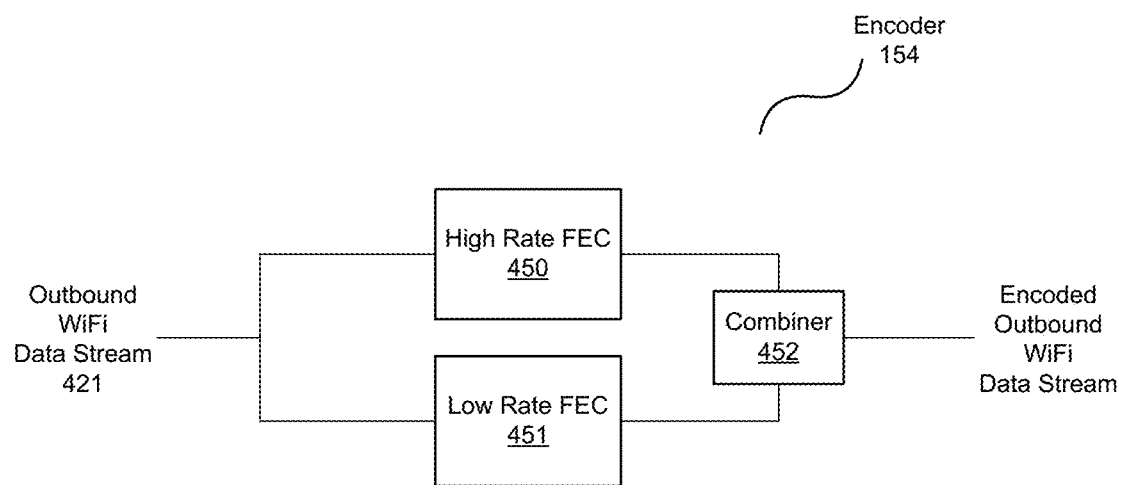 Encoder
154
High Rate FEC
450
Outbound
WiFi
Data Stream
421
Combiner
452
Encoded
Outbound
WiFi
Data Stream
Low Rate FEC
451